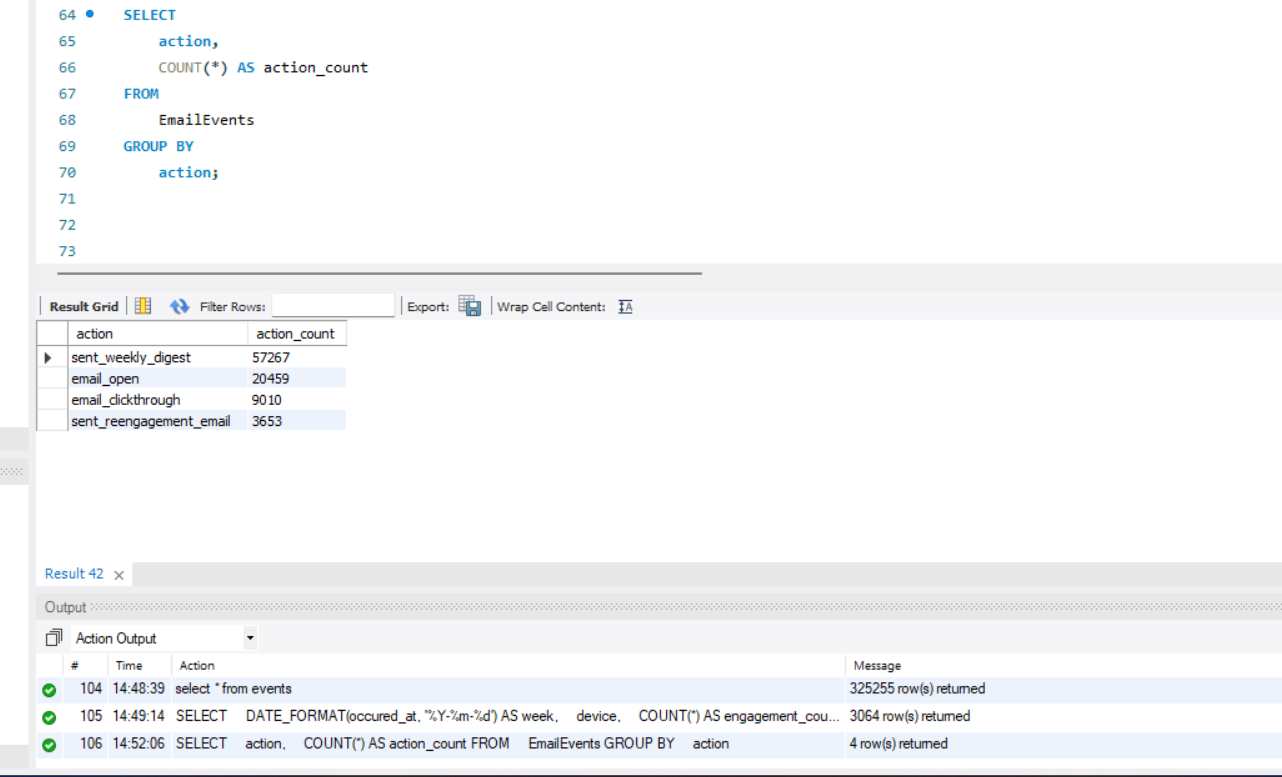 64 SELECT
65 action,
66 COUNT(*) AS action_count
67 FROM
68 EmailEvents
69 GROUP BY
70 action;
71
72
73
Result Grid Filter Rows: Export: Wrap Cell Content: IA
action action_count
sent_weekly_digest 57267
email_open 20459
email_clickthrough 9010
sent_reengagement_email 3653
Result 42 ×
Output
Action Output
# Time Action Message
104 14:48:39 select * from events 325255 row(s) returned
105 14:49:14 SELECT DATE_FORMAT(occured_at, '%Y-%m-%d') AS week, device, COUNT(*) AS engagement_cou... 3064 row(s) returned
106 14:52:06 SELECT action, COUNT(*) AS action_count FROM EmailEvents GROUP BY action 4 row(s) returned